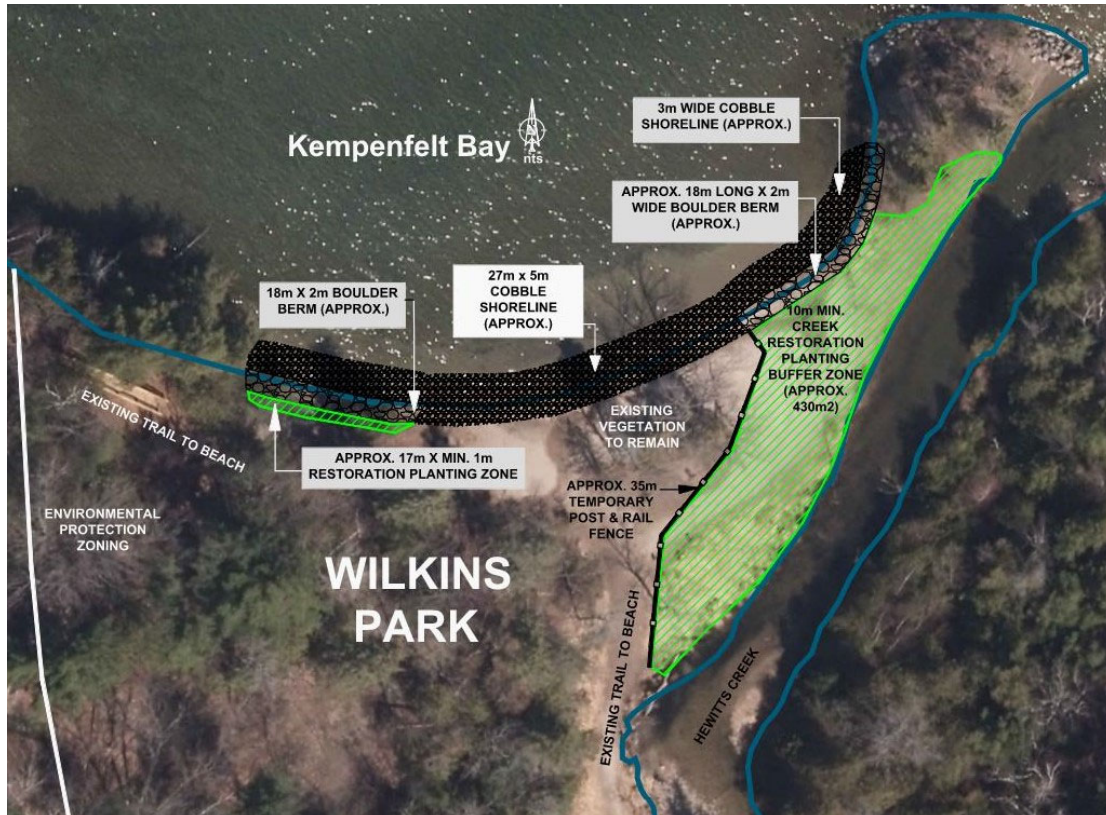 Kempenfelt Bay
N
nts
3m WIDE COBBLE
SHORELINE (APPROX.)
APPROX. 18m LONG X 2m
WIDE BOULDER BERM
(APPROX.)
27m x 5m
COBBLE
SHORELINE
(APPROX.)
18m X 2m BOULDER
BERM (APPROX.)
10m MIN.
CREEK
RESTORATION
PLANTING
BUFFER ZONE
(APPROX.
430m2)
EXISTING TRAIL TO BEACH
EXISTING
VEGETATION
TO REMAIN
APPROX. 17m X MIN. 1m
RESTORATION PLANTING ZONE
APPROX. 35m
TEMPORARY
POST & RAIL
FENCE
ENVIRONMENTAL
PROTECTION
ZONING
WILKINS
PARK
EXISTING TRAIL TO BEACH
HEWITTS CREEK